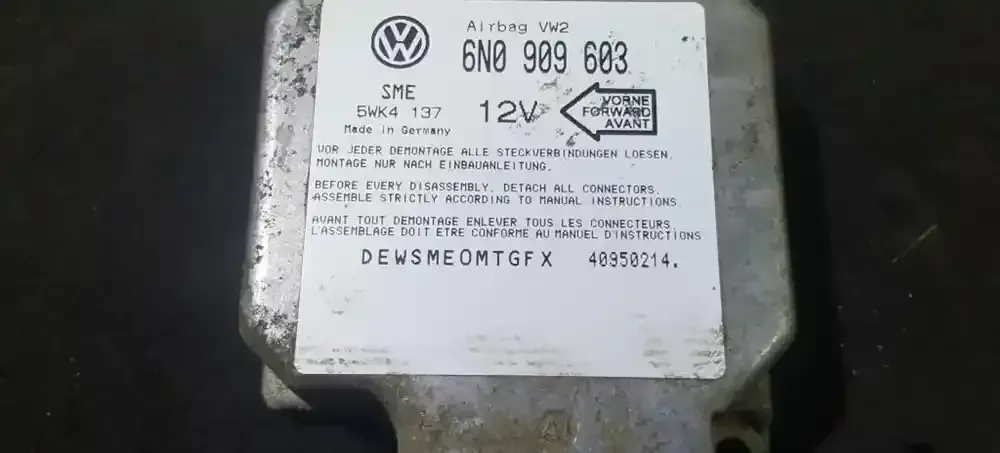 Airbag VW2
6N0 909 603
SME
5WK4 137
Made in Germany
12V
VORNE
FORWARD
AVANT
VOR JEDER DEMONTAGE ALLE STECKVERBINDUNGEN LOESEN.
MONTAGE NUR NACH EINBAUANLEITUNG.
BEFORE EVERY DISASSEMBLY, DETACH ALL CONNECTORS.
ASSEMBLE STRICTLY ACCORDING TO MANUAL INSTRUCTIONS
AVANT TOUT DEMONTAGE ENLEVER TOUS LES CONNECTEURS
L'ASSEMBLAGE DOIT ETRE CONFORME AU MANUEL D'INSTRUCTIONS
DEWSMEOMTGFX 40950214.